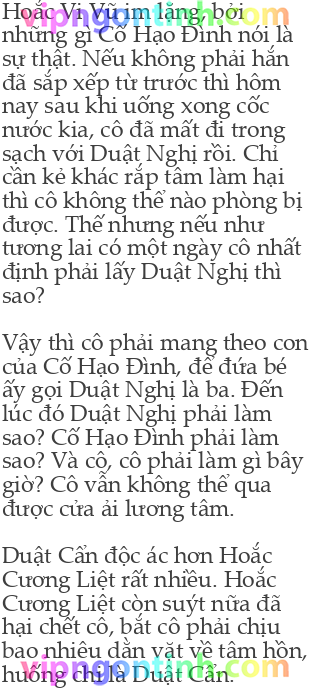 Hoắc Vi Vũ im lặng, bởi
những gì Cố Hạo Đình nói là
sự thật. Nếu không phải hắn
đã sắp xếp từ trước thì hôm
nay sau khi uống xong cốc
nước kia, cô đã mất đi trong
sạch với Duật Nghị rồi. Chỉ
cần kẻ khác rắp tâm làm hại
thì cô không thể nào phòng bị
được. Thế nhưng nếu như
tương lai có một ngày cô nhất
định phải lấy Duật Nghị thì
sao?
Vậy thì cô phải mang theo con
của Cố Hạo Đình, để đứa bé
ấy gọi Duật Nghị là ba. Đến
lúc đó Duật Nghị phải làm
sao? Cố Hạo Đình phải làm
sao? Và cô, cô phải làm gì bây
giờ? Cô vẫn không thể qua
được cửa ải lương tâm.
Duật Cẩn độc ác hơn Hoắc
Cương Liệt rất nhiều. Hoắc
Cương Liệt còn suýt nữa đã
hại chết cô, bắt cô phải chịu
bao nhiêu dằn vặt về tâm hồn,
huống chi là Duật Cẩn.
vipngontinh.com
vipngontinh.com